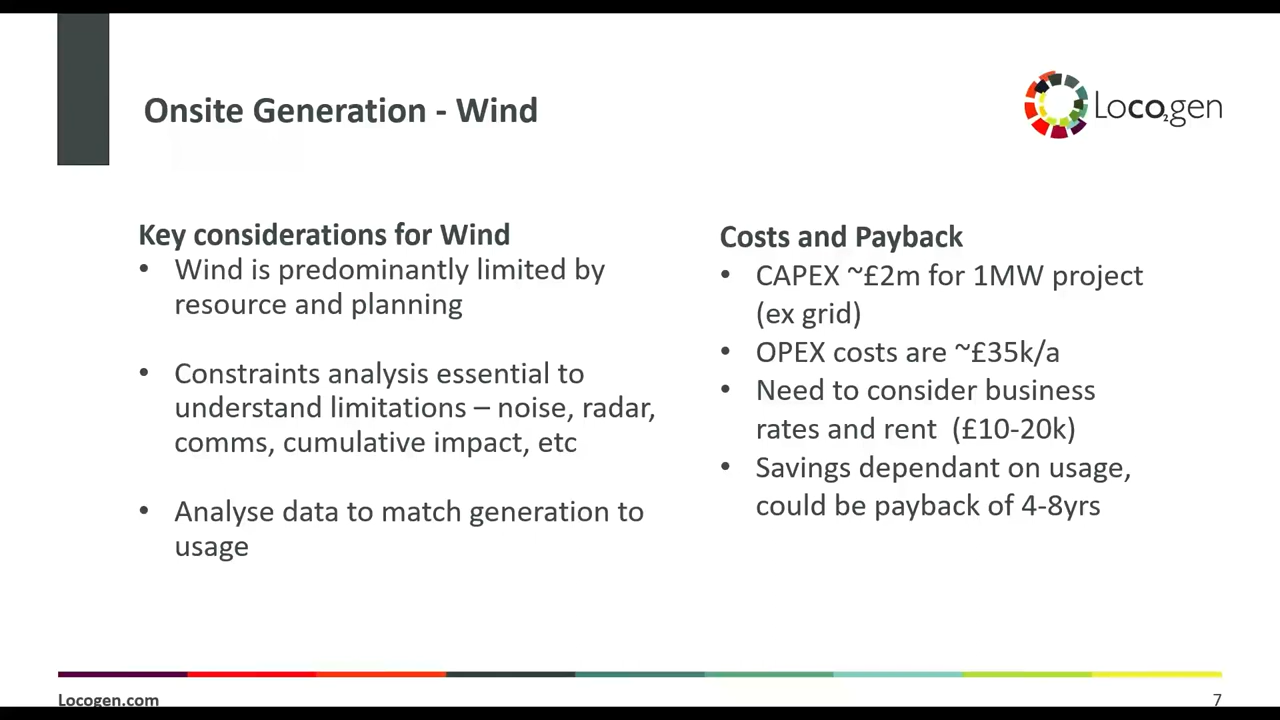 Onsite Generation - Wind
Loco₂gen
Key considerations for Wind
• Wind is predominantly limited by
resource and planning
• Constraints analysis essential to
understand limitations – noise, radar,
comms, cumulative impact, etc
• Analyse data to match generation to
usage
Costs and Payback
• CAPEX ~£2m for 1MW project
(ex grid)
• OPEX costs are ~£35k/a
• Need to consider business
rates and rent  (£10-20k)
• Savings dependant on usage,
could be payback of 4-8yrs
Locogen.com
7